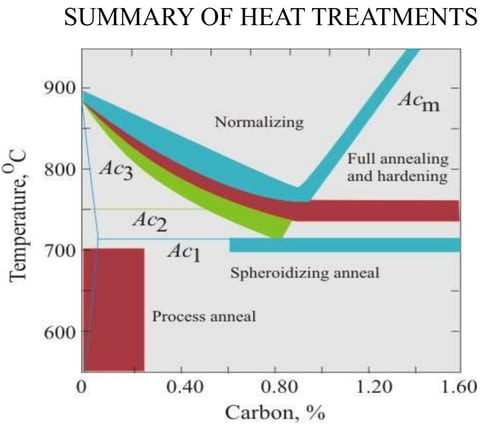 SUMMARY OF HEAT TREATMENTS
900
800
700
600
Temperature, °C
Normalizing
Acm
Full annealing
and hardening
Ac3
Ac2
Ac1
Spheroidizing anneal
Process anneal
0
0.40
0.80
1.20
1.60
Carbon, %